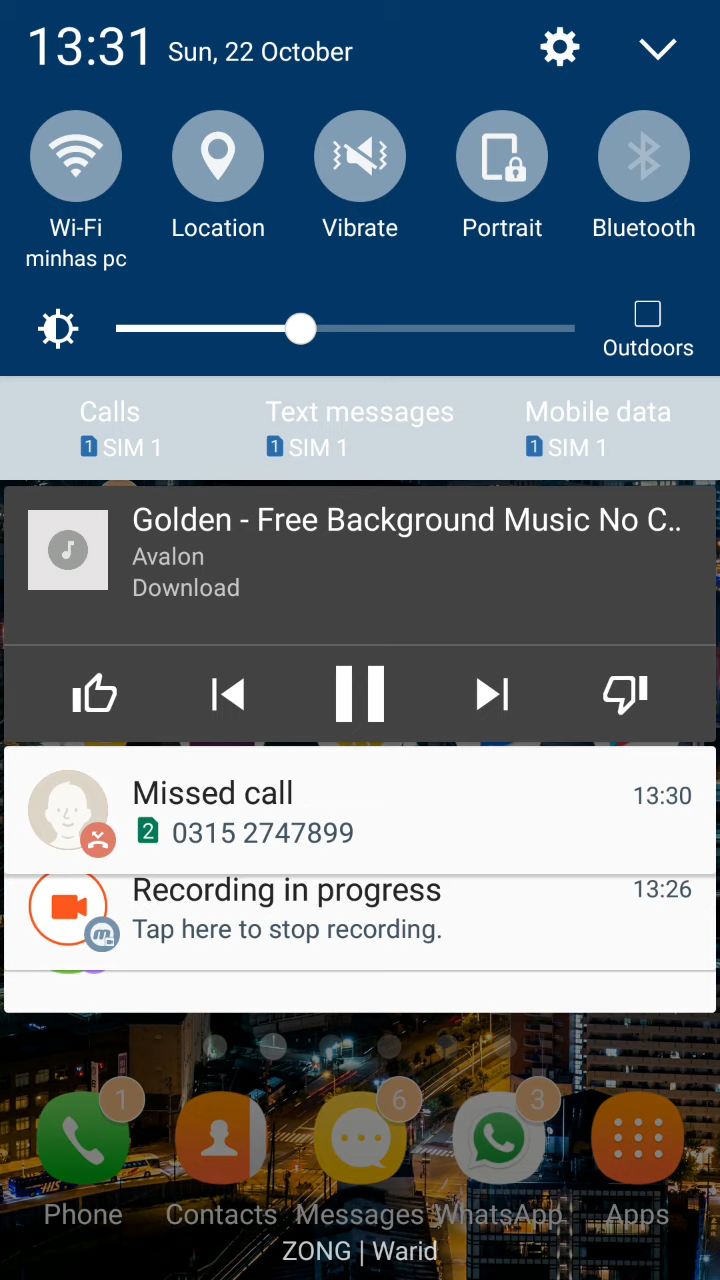 13:31 Sun, 22 October
Wi-Fi Location Vibrate Portrait Bluetooth
minhas pc
Outdoors
Calls Text messages Mobile data
1 SIM 1 1 SIM 1 1 SIM 1
Golden - Free Background Music No C..
Avalon
Download
Missed call 13:30
2 0315 2747899
Recording in progress 13:26
Tap here to stop recording.
1 6 3
Phone Contacts Messages WhatsApp Apps
ZONG | Warid